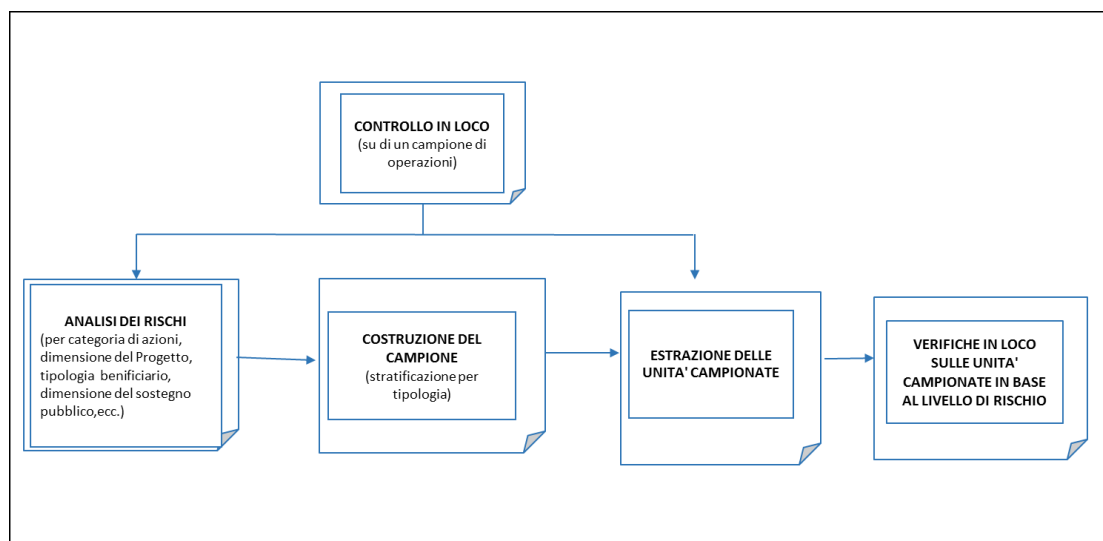 CONTROLLO IN LOCO
(su di un campione di
operazioni)
ANALISI DEI RISCHI
(per categoria di azioni,
dimensione del Progetto,
tipologia benificiario,
dimensione del sostegno
pubblico,ecc.)
COSTRUZIONE DEL
CAMPIONE
(stratificazione per
tipologia)
ESTRAZIONE DELLE
UNITA' CAMPIONATE
VERIFICHE IN LOCO
SULLE UNITA'
CAMPIONATE IN BASE
AL LIVELLO DI RISCHIO